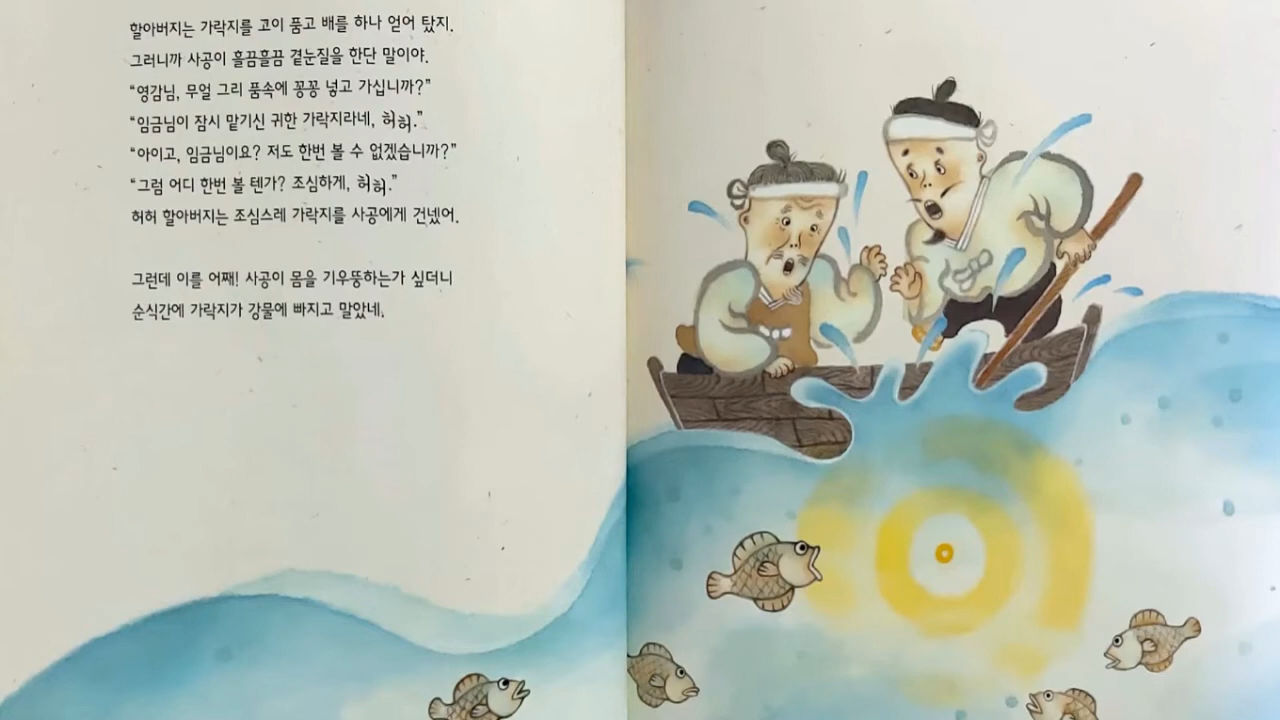 할아버지는 가락지를 고이 품고 배를 하나 얻어 탔지.
그러니까 사공이 흘끔흘끔 곁눈질을 한단 말이야.
“영감님, 무얼 그리 품속에 꽁꽁 넣고 가십니까?”
“임금님이 잠시 맡기신 귀한 가락지라네, 허허.”
“아이고, 임금님이요? 저도 한번 볼 수 없겠습니까?”
“그럼 어디 한번 볼 텐가? 조심하게, 허허.”
허허 할아버지는 조심스레 가락지를 사공에게 건넸어.
그런데 이를 어째! 사공이 몸을 기우뚱하는가 싶더니
순식간에 가락지가 강물에 빠지고 말았네.